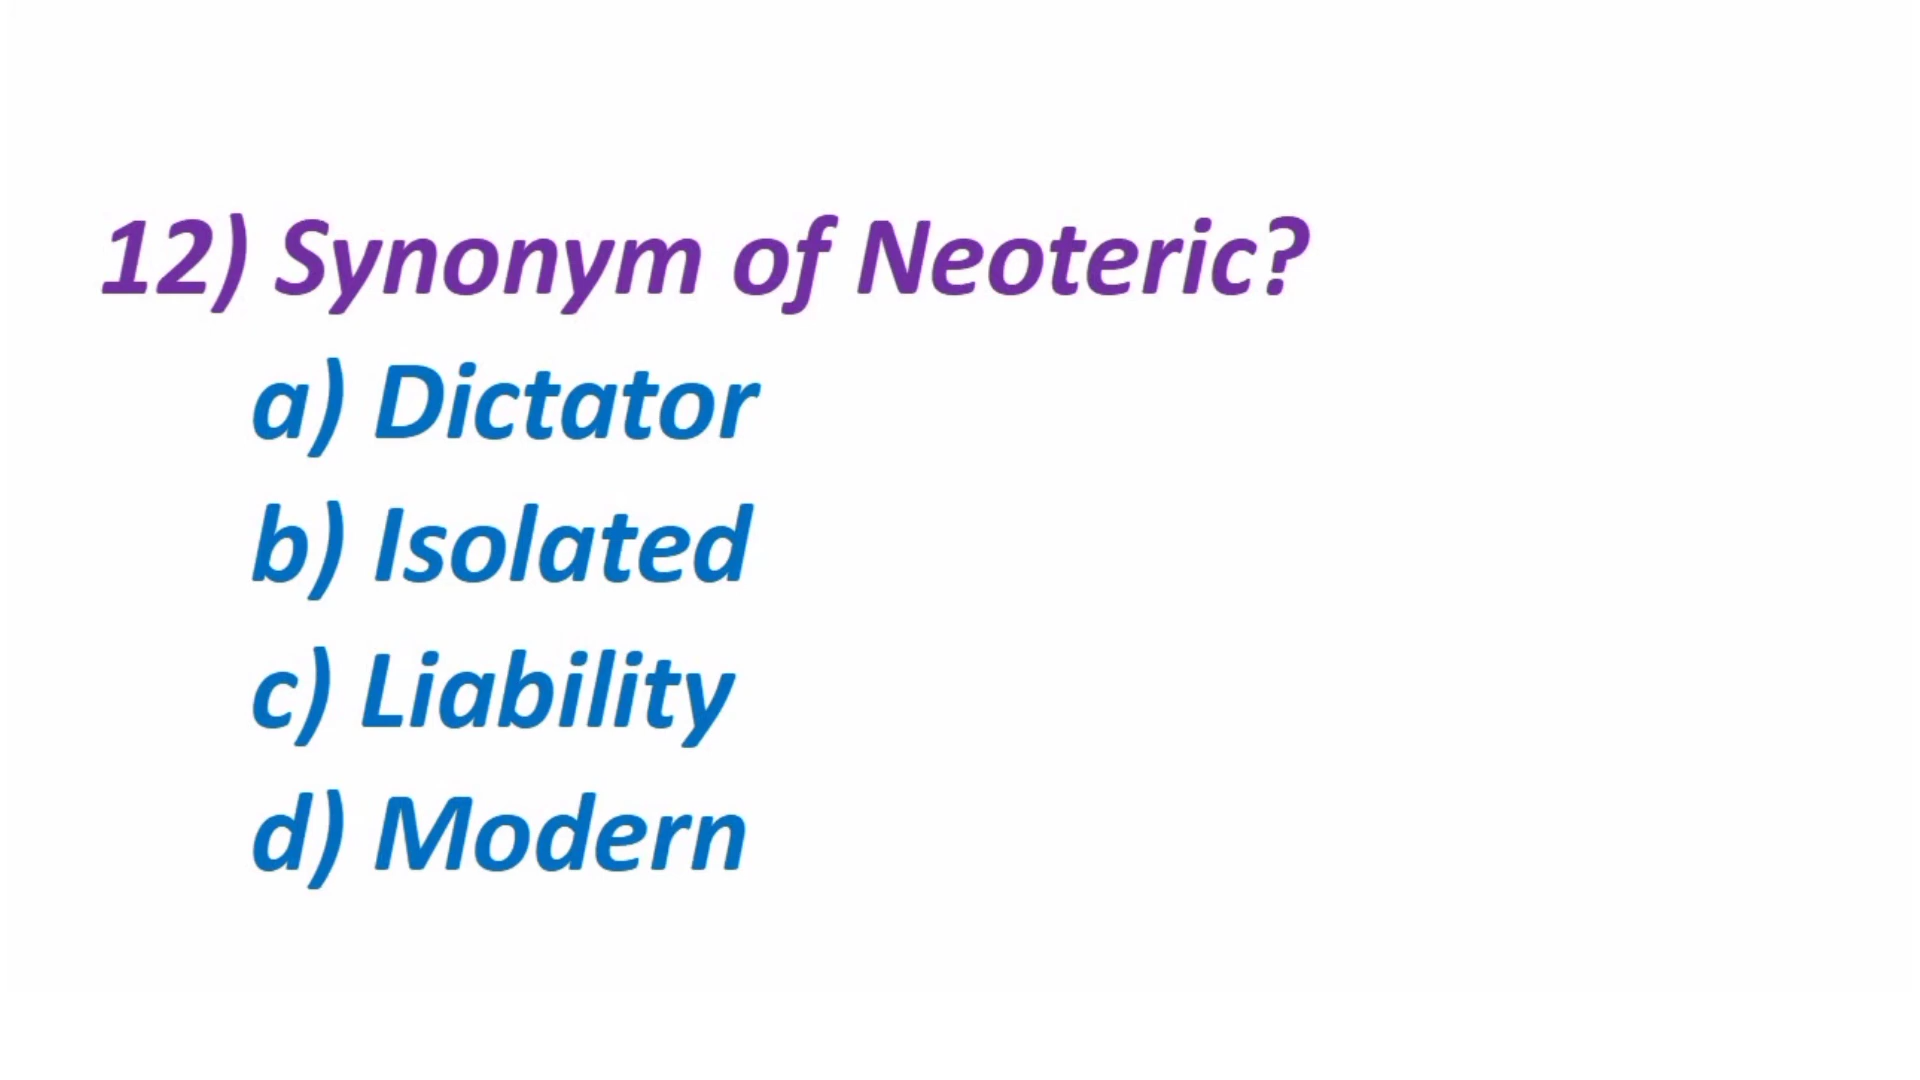 12) Synonym of Neoteric?
a) Dictator
b) Isolated
c) Liability
d) Modern